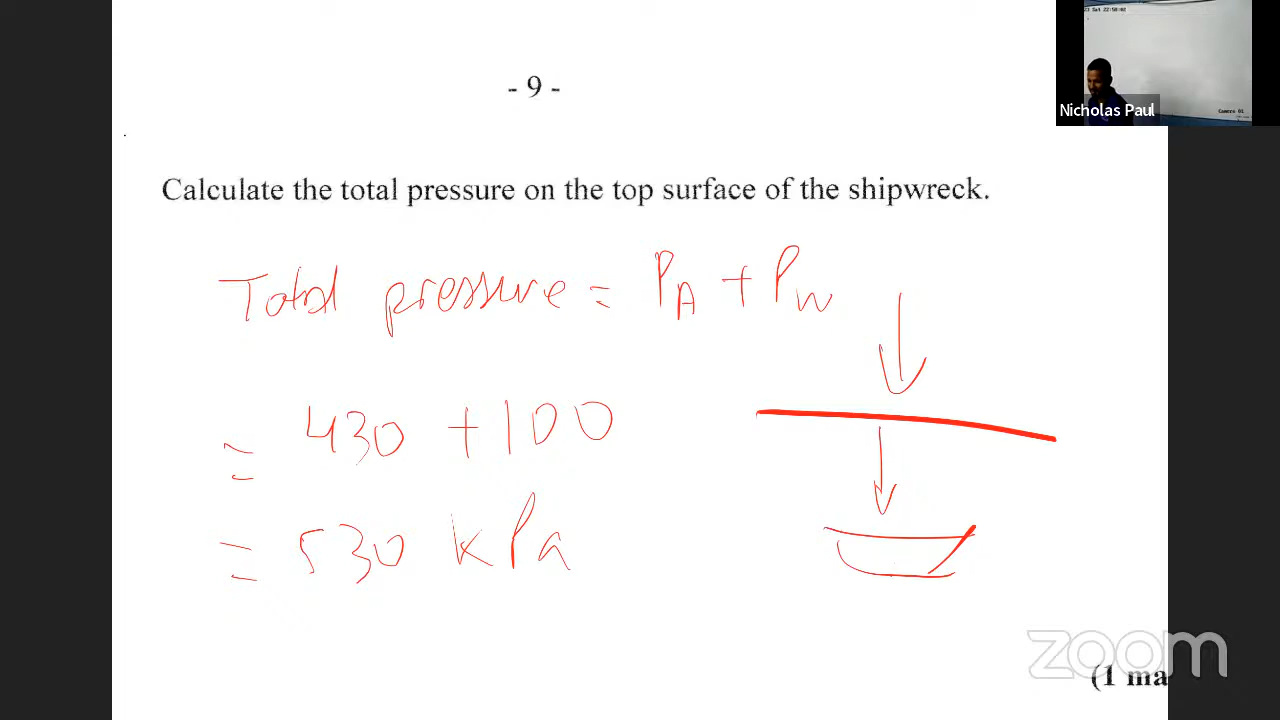 - 9 -
Nicholas Paul
Calculate the total pressure on the top surface of the shipwreck.
Total pressure = PA + PW
= 430 + 100
= 530 kPa
zoom
(1 ma